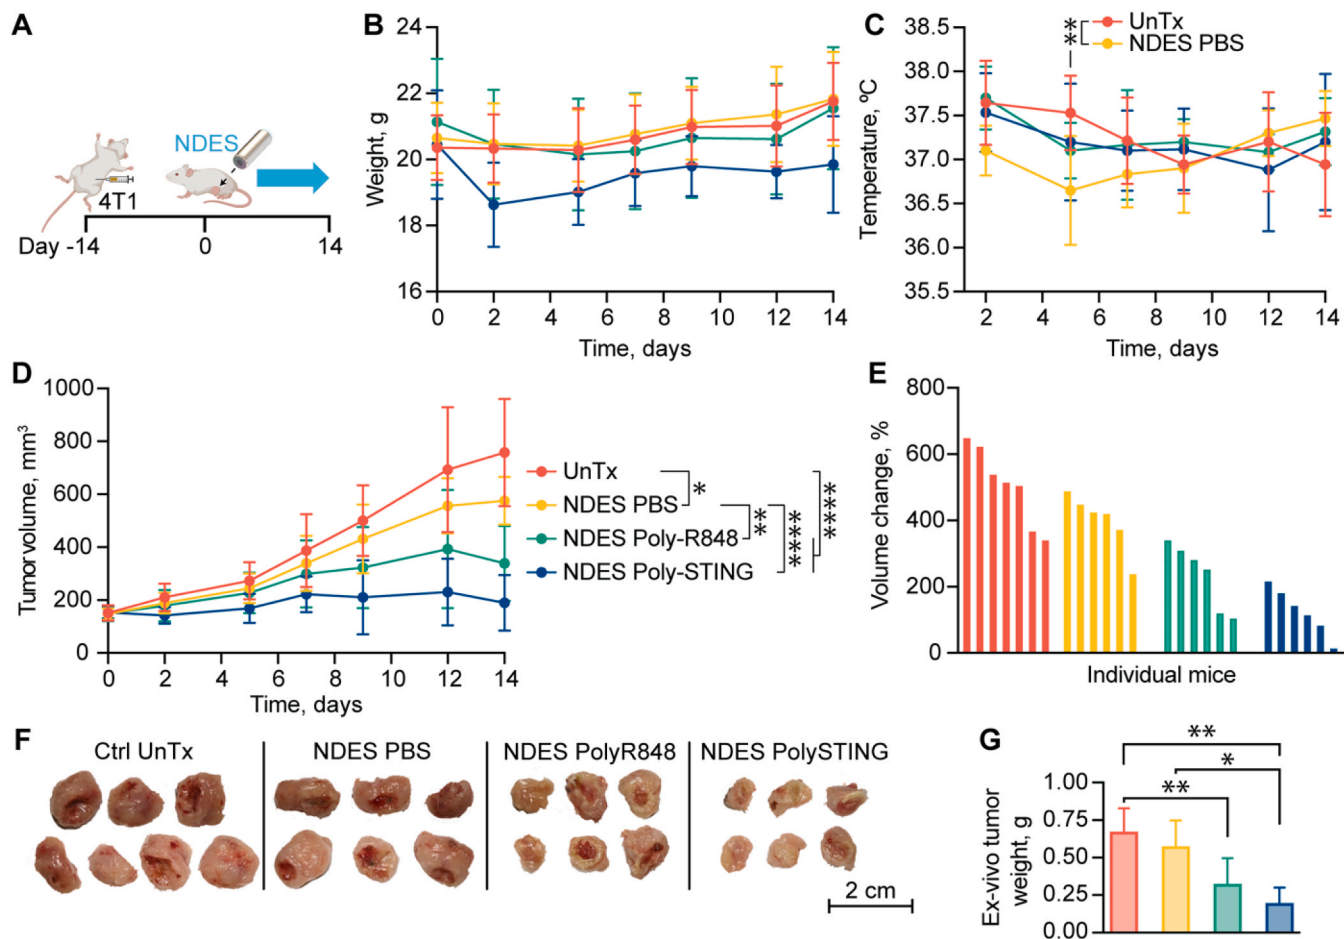 A
NDES
4T1
Day -14
0
14
B
24
22
20
18
16
Weight, g
0 2 4 6 8 10 12 14
Time, days
C
UnTx
NDES PBS
**
38.5
38.0
37.5
37.0
36.5
36.0
35.5
Temperature, ºC
2 4 6 8 10 12 14
Time, days
D
1000
800
600
400
200
0
Tumor volume, mm³
0 2 4 6 8 10 12 14
Time, days
UnTx
NDES PBS
NDES Poly-R848
NDES Poly-STING
*
**
****
****
E
800
600
400
200
0
Volume change, %
Individual mice
F
Ctrl UnTx
NDES PBS
NDES PolyR848
NDES PolySTING
2 cm
G
**
*
**
1.00
0.75
0.50
0.25
0.00
Ex-vivo tumor
weight, g